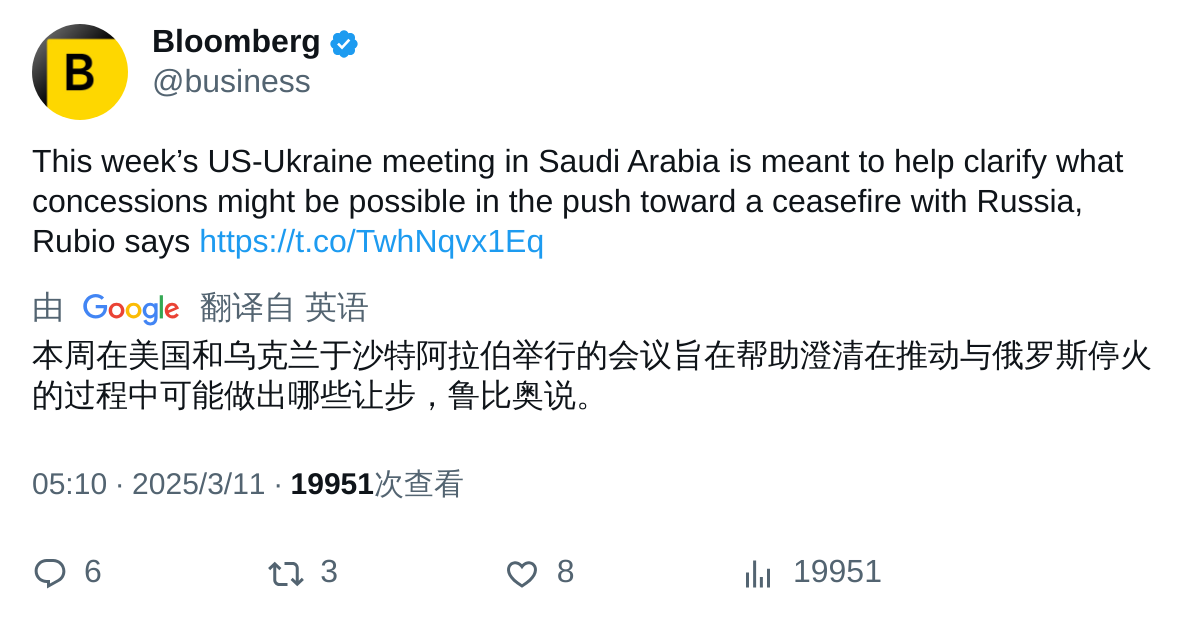 B
Bloomberg
@business
This week’s US-Ukraine meeting in Saudi Arabia is meant to help clarify what
concessions might be possible in the push toward a ceasefire with Russia,
Rubio says https://t.co/TwhNqvx1Eq
由 Google 翻译自 英语
本周在美国和乌克兰于沙特阿拉伯举行的会议旨在帮助澄清在推动与俄罗斯停火
的过程中可能做出哪些让步，鲁比奥说。
05:10 · 2025/3/11 · 19951次查看
6 3 8 19951